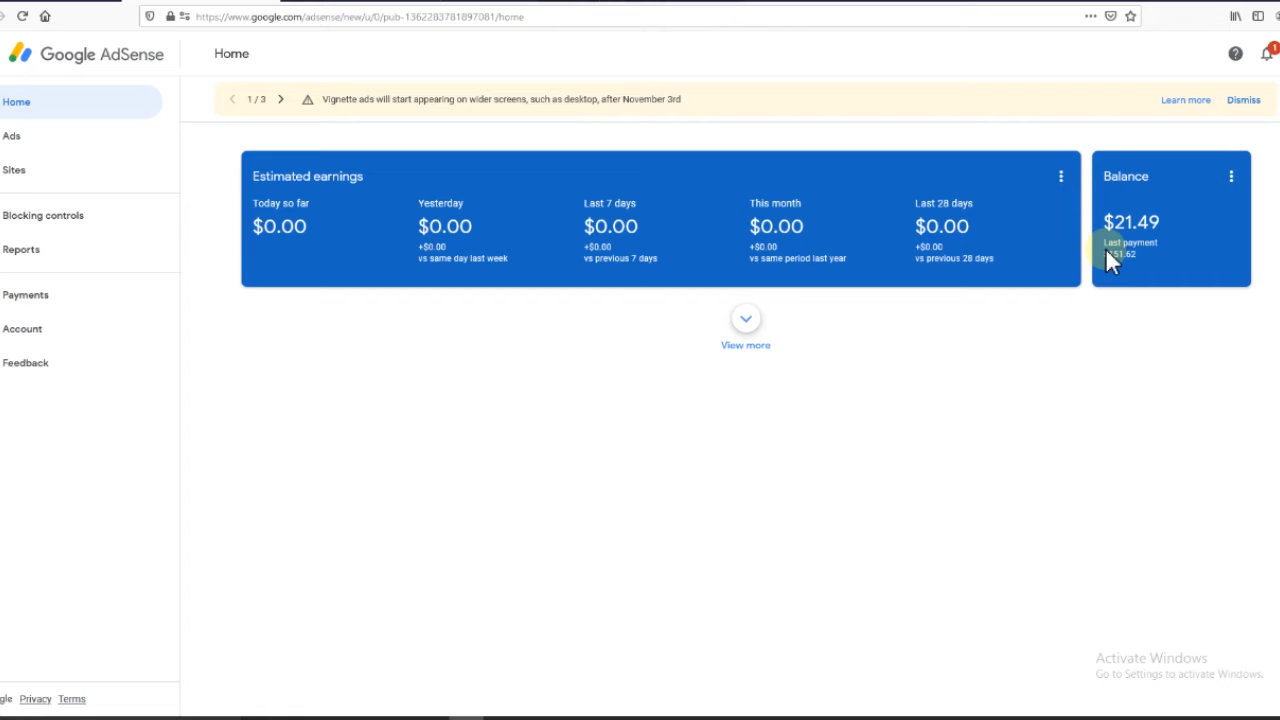 https://www.google.com/adsense/new/u/0/pub-1362283781897081/home
Google AdSense
Home
1
1 / 3
Vignette ads will start appearing on wider screens, such as desktop, after November 3rd
Learn more
Dismiss
Home
Ads
Sites
Blocking controls
Reports
Payments
Account
Feedback
Estimated earnings
Today so far
$0.00
Yesterday
$0.00
+$0.00
vs same day last week
Last 7 days
$0.00
+$0.00
vs previous 7 days
This month
$0.00
+$0.00
vs same period last year
Last 28 days
$0.00
+$0.00
vs previous 28 days
Balance
$21.49
Last payment
View more
Activate Windows
Go to Settings to activate Windows.
Privacy Terms